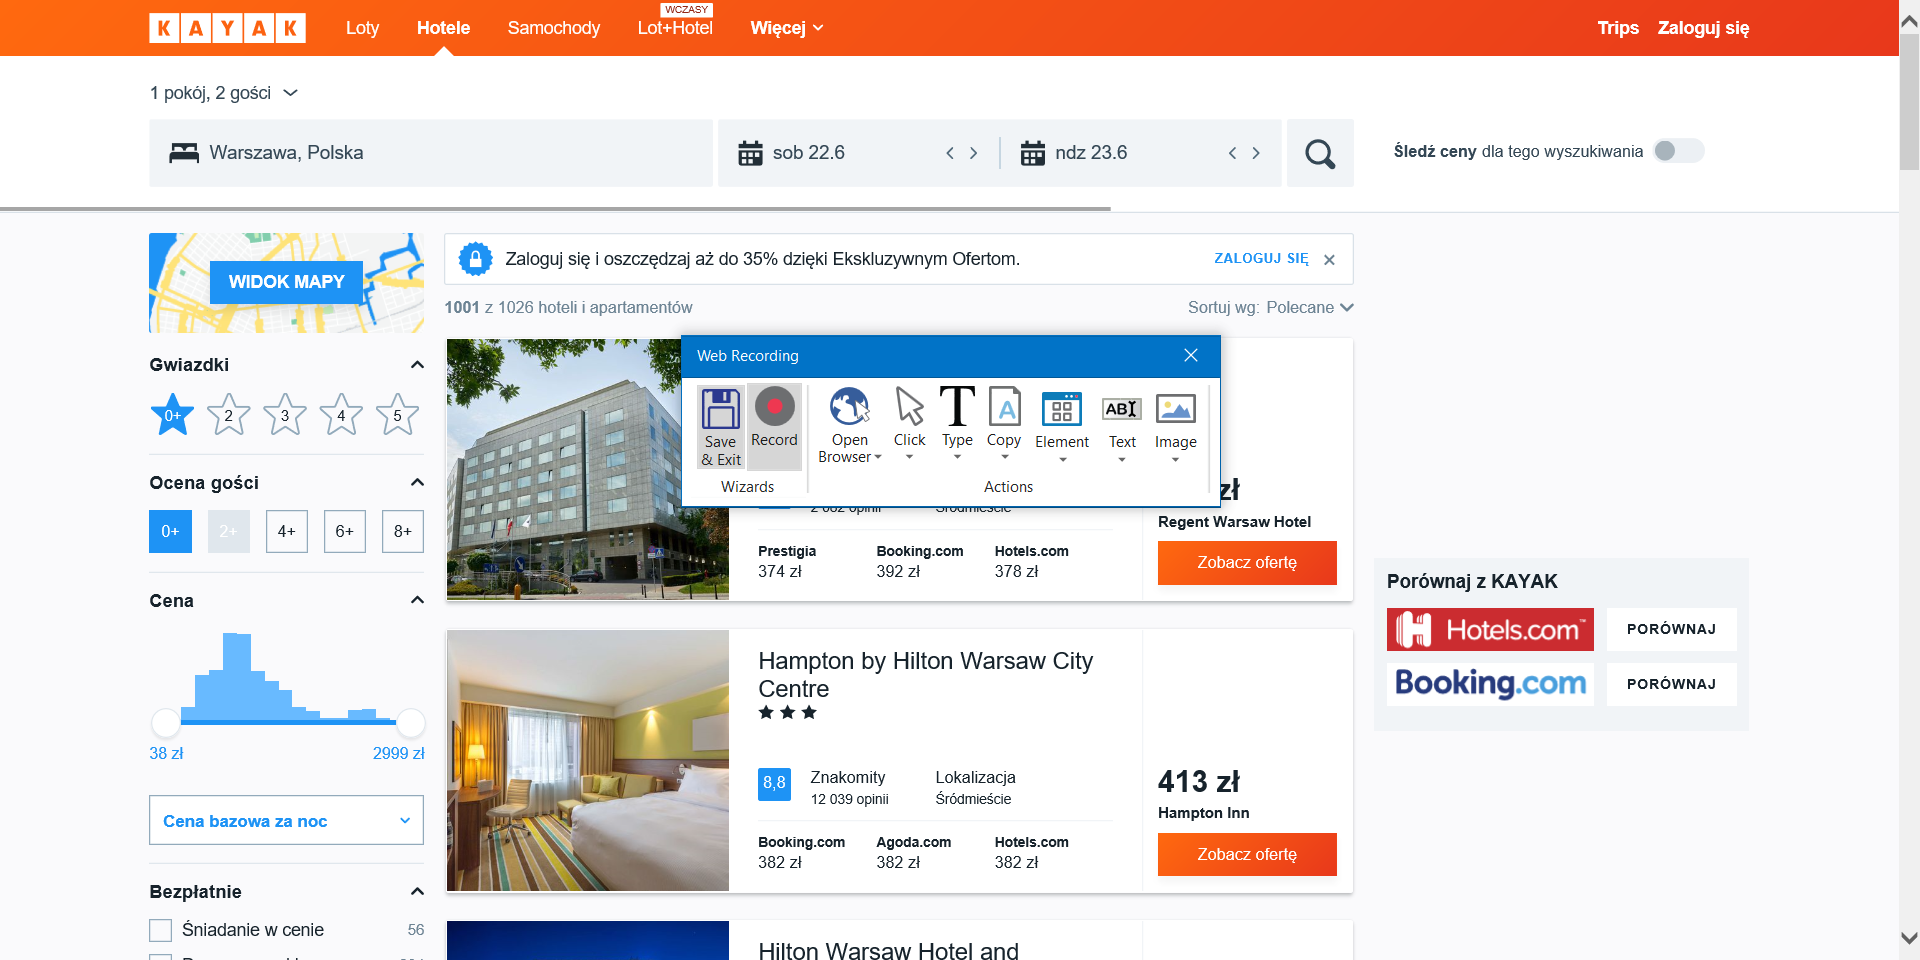 KAYAK
Loty
Hotele
Samochody
WCZASY
Lot+Hotel
Więcej
Trips
Zaloguj się
1 pokój, 2 gości
Warszawa, Polska
sob 22.6
ndz 23.6
Śledź ceny dla tego wyszukiwania
WIDOK MAPY
Zaloguj się i oszczędzaj aż do 35% dzięki Ekskluzywnym Ofertom.
ZALOGUJ SIĘ
1001 z 1026 hoteli i apartamentów
Sortuj wg: Polecane
Gwiazdki
0+ 2 3 4 5
Ocena gości
0+ 2+ 4+ 6+ 8+
Cena
38 zł
2999 zł
Cena bazowa za noc
Bezpłatnie
Śniadanie w cenie
56
Web Recording
Save & Exit
Record
Open Browser
Click
Type
Copy
Element
ABI
Text
Image
Wizards
Actions
zł
Regent Warsaw Hotel
Zobacz ofertę
Prestigia
374 zł
Booking.com
392 zł
Hotels.com
378 zł
Hampton by Hilton Warsaw City
Centre
8,8
Znakomity
12 039 opinii
Lokalizacja
Śródmieście
Booking.com
382 zł
Agoda.com
382 zł
Hotels.com
382 zł
413 zł
Hampton Inn
Zobacz ofertę
Hilton Warsaw Hotel and
Porównaj z KAYAK
Hotels.com
PORÓWNAJ
Booking.com
PORÓWNAJ